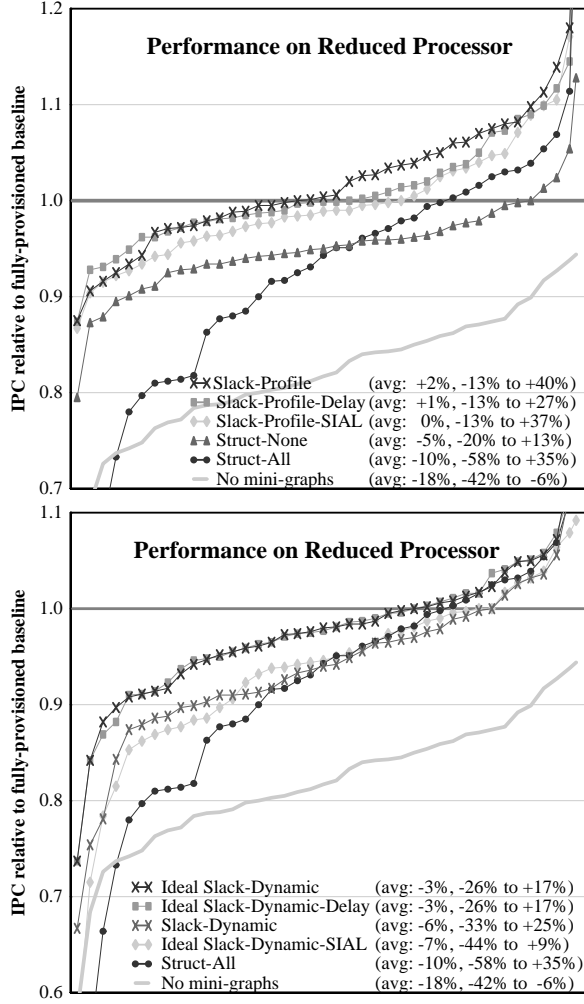 1.2
Performance on Reduced Processor
1.1
1.0
0.9
0.8
0.7
IPC relative to fully-provisioned baseline
Slack-Profile (avg: +2%, -13% to +40%)
Slack-Profile-Delay (avg: +1%, -13% to +27%)
Slack-Profile-SIAL (avg: 0%, -13% to +37%)
Struct-None (avg: -5%, -20% to +13%)
Struct-All (avg: -10%, -58% to +35%)
No mini-graphs (avg: -18%, -42% to -6%)
1.1
Performance on Reduced Processor
1.0
0.9
0.8
0.7
0.6
IPC relative to fully-provisioned baseline
Ideal Slack-Dynamic (avg: -3%, -26% to +17%)
Ideal Slack-Dynamic-Delay (avg: -3%, -26% to +17%)
Slack-Dynamic (avg: -6%, -33% to +25%)
Ideal Slack-Dynamic-SIAL (avg: -7%, -44% to +9%)
Struct-All (avg: -10%, -58% to +35%)
No mini-graphs (avg: -18%, -42% to -6%)